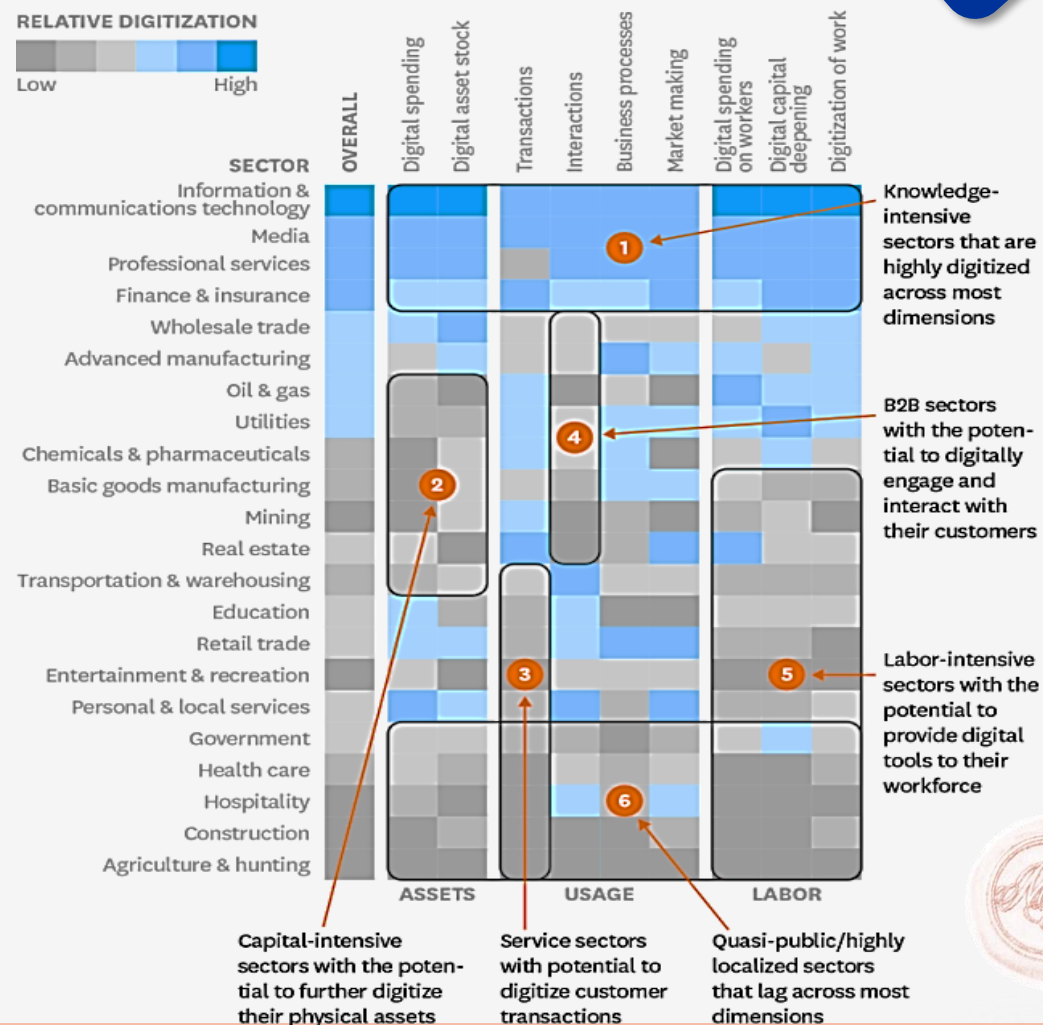 RELATIVE DIGITIZATION
Low
High
SECTOR
OVERALL
Digital spending
Digital asset stock
Transactions
Interactions
Business processes
Market making
Digital spending
on workers
Digital capital
deepening
Digitization of work
Information &
communications technology
Media
Professional services
Finance & insurance
Wholesale trade
Advanced manufacturing
Oil & gas
Utilities
Chemicals & pharmaceuticals
Basic goods manufacturing
Mining
Real estate
Transportation & warehousing
Education
Retail trade
Entertainment & recreation
Personal & local services
Government
Health care
Hospitality
Construction
Agriculture & hunting
1
2
3
4
5
6
Knowledge-
intensive
sectors that are
highly digitized
across most
dimensions
B2B sectors
with the poten-
tial to digitally
engage and
interact with
their customers
Labor-intensive
sectors with the
potential to
provide digital
tools to their
workforce
ASSETS
USAGE
LABOR
Capital-intensive
sectors with the poten-
tial to further digitize
their physical assets
Service sectors
with potential to
digitize customer
transactions
Quasi-public/highly
localized sectors
that lag across most
dimensions